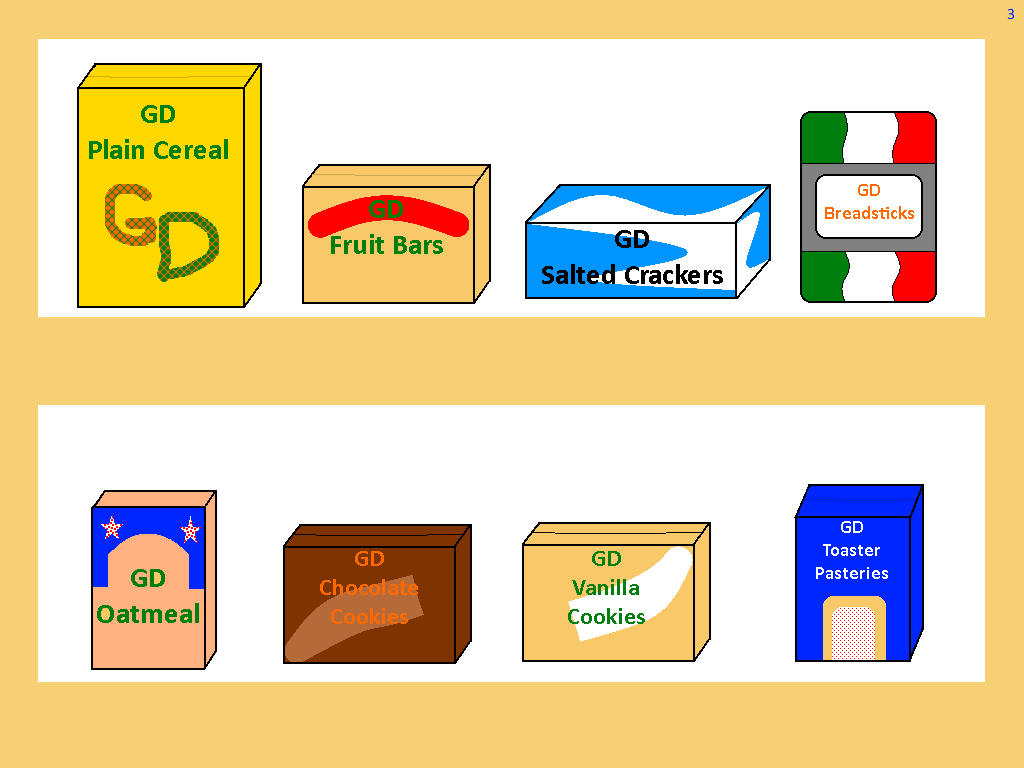 3
GD
Plain Cereal
GD
GD
Fruit Bars
GD
Salted Crackers
GD
Breadsticks
GD
Oatmeal
GD
Chocolate
Cookies
GD
Vanilla
Cookies
GD
Toaster
Pasteries